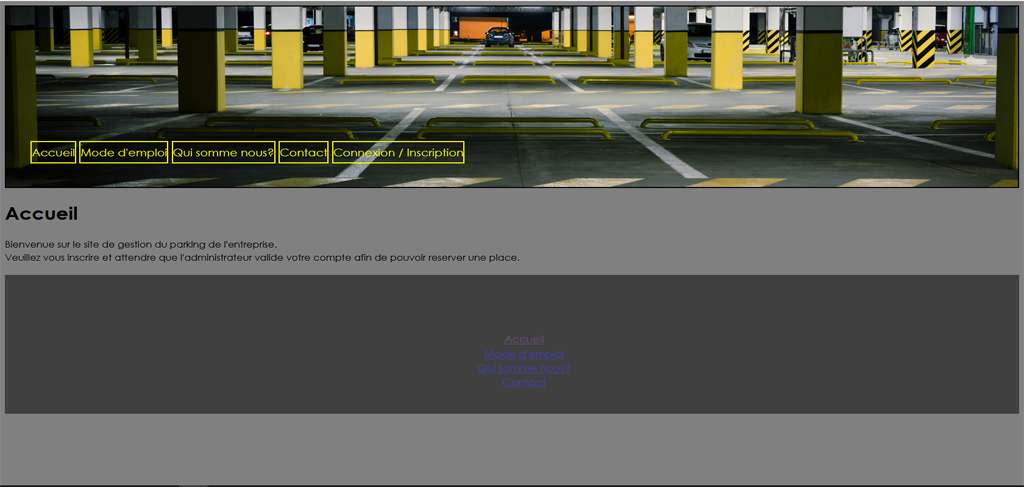 Accueil Mode d'emploi Qui somme nous? Contact Connexion / Inscription
Accueil
Bienvenue sur le site de gestion du parking de l'entreprise.
Veuillez vous inscrire et attendre que l'administrateur valide votre compte afin de pouvoir reserver une place.
Accueil
Mode d'emploi
Qui somme nous?
Contact